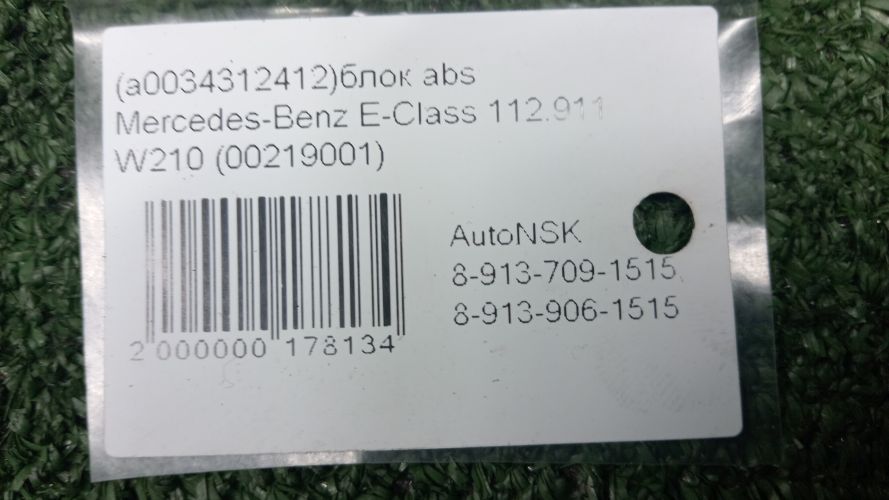 (a0034312412)блок abs
Mercedes-Benz E-Class 112.911
W210 (00219001)
AutoNSK
8-913-709-1515
8-913-906-1515
2 000000 178134